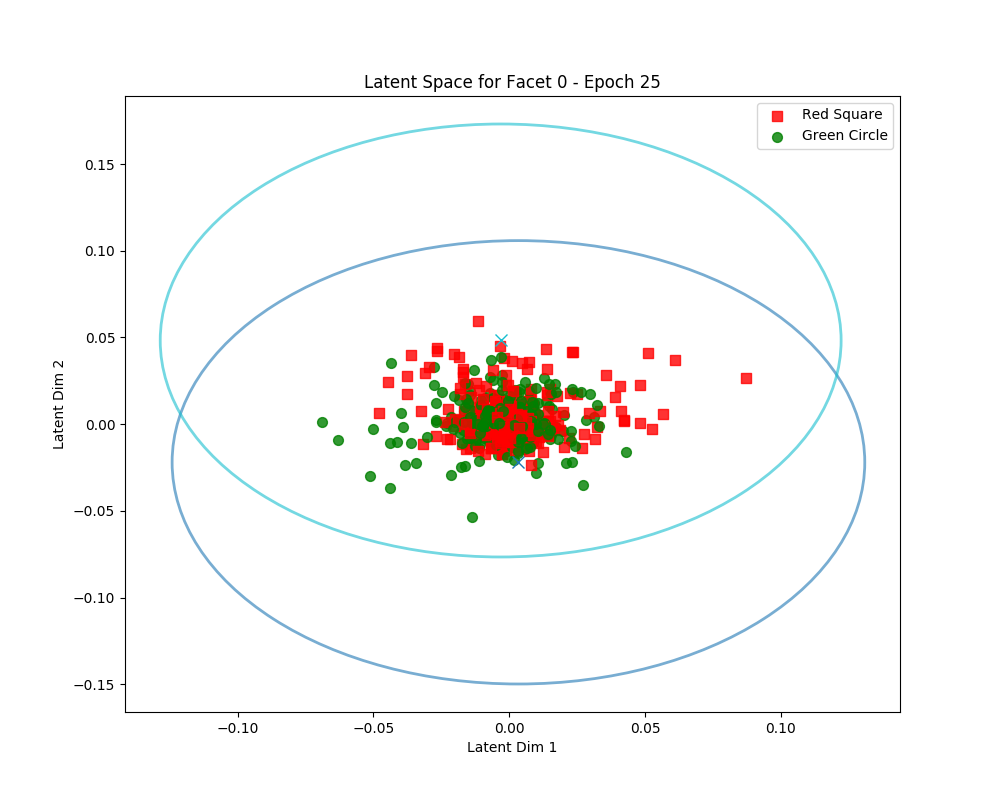 Latent Space for Facet 0 - Epoch 25
Red Square
Green Circle
0.15
0.10
0.05
0.00
−0.05
−0.10
−0.15
Latent Dim 2
−0.10
−0.05
0.00
0.05
0.10
Latent Dim 1